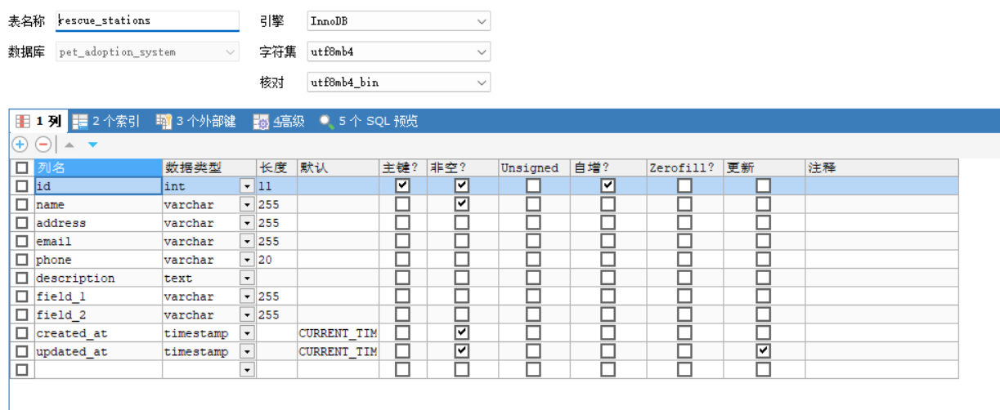 表名称 rescue_stations 引擎 InnoDB
数据库 pet_adoption_system 字符集 utf8mb4
核对 utf8mb4_bin
1 列 2 个索引 3 个外部键 4高级 5 个 SQL 预览
列名 数据类型 长度 默认 主键? 非空? Unsigned 自增? Zerofill? 更新 注释
id int 11
name varchar 255
address varchar 255
email varchar 255
phone varchar 20
description text
field_1 varchar 255
field_2 varchar 255
created_at timestamp CURRENT_TIM
updated_at timestamp CURRENT_TIM